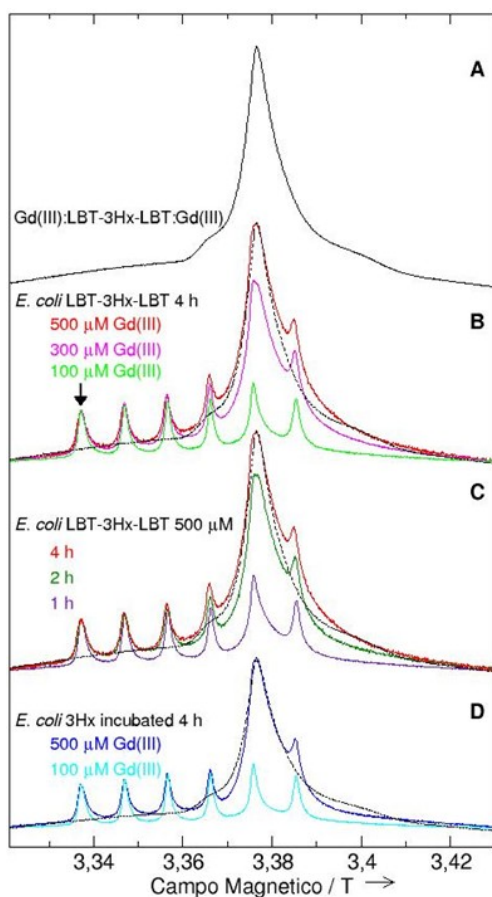 A
Gd(III):LBT-3Hx-LBT:Gd(III)
E. coli LBT-3Hx-LBT 4 h
B
500 μM Gd(III)
300 μM Gd(III)
100 μM Gd(III)
C
E. coli LBT-3Hx-LBT 500 μM
4 h
2 h
1 h
D
E. coli 3Hx incubated 4 h
500 μM Gd(III)
100 μM Gd(III)
3,34 3,36 3,38 3,4 3,42
Campo Magnetico / T →